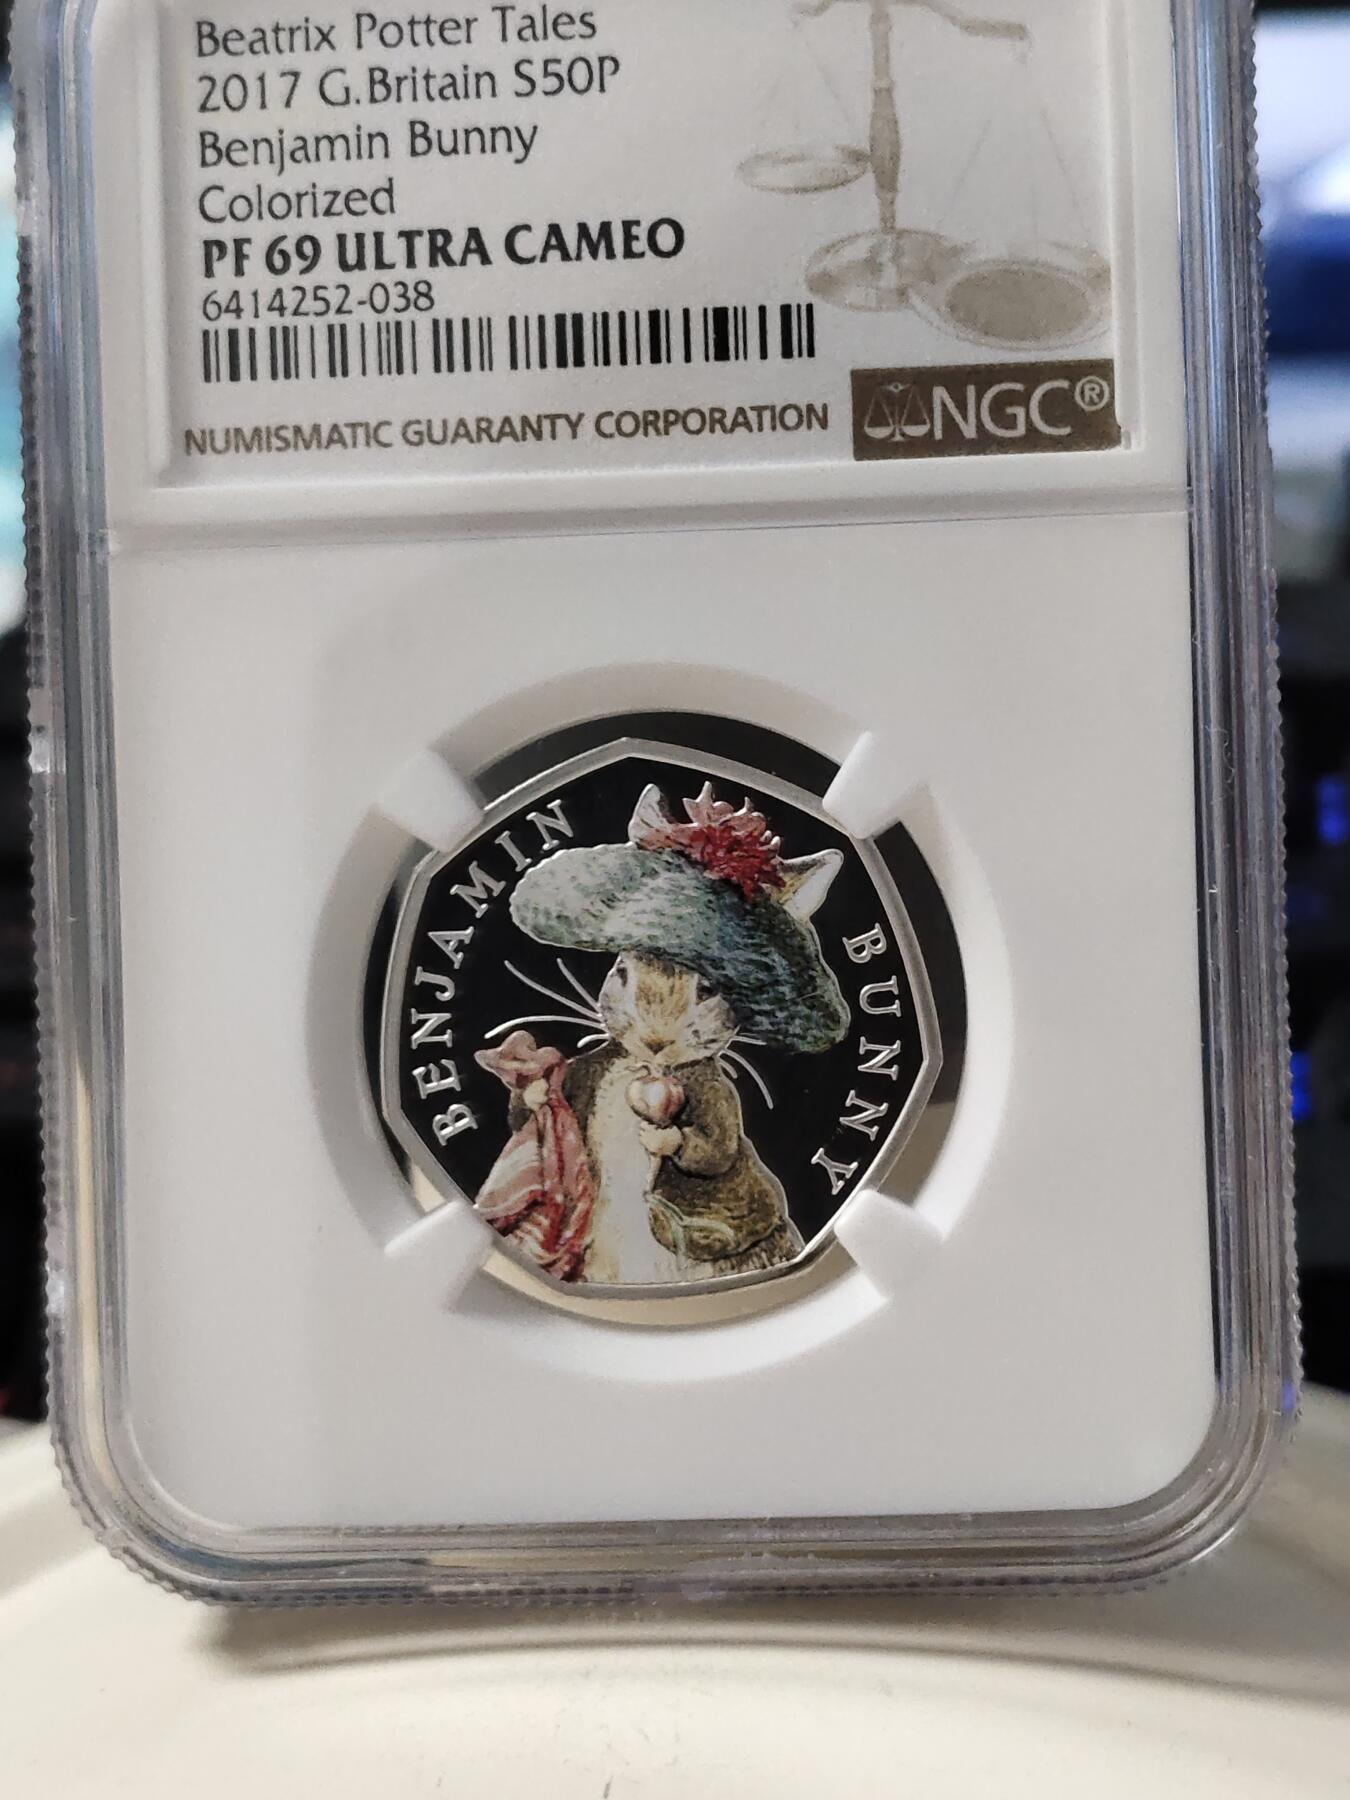 Beatrix Potter Tales
2017 G.Britain S50P
Benjamin Bunny
Colorized
PF 69 ULTRA CAMEO
6414252-038
NUMISMATIC GUARANTY CORPORATION
NGC®
BENJAMIN BUNNY